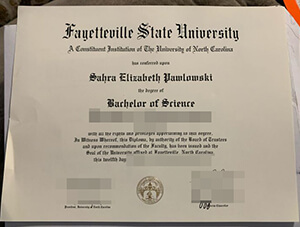 Fayetteville State University
A Constituent Institution of The University of North Carolina
has conferred upon
Sahra Elizabeth Pawlowski
the degree of
Bachelor of Science
with all the rights and privileges appertaining to this degree.
In Witness Whereof, this Diploma, by authority of the Board of Trustees
and upon recommendation of the Faculty, has been issued and the
Seal of the University affixed at Fayetteville, North Carolina,
this twelfth day